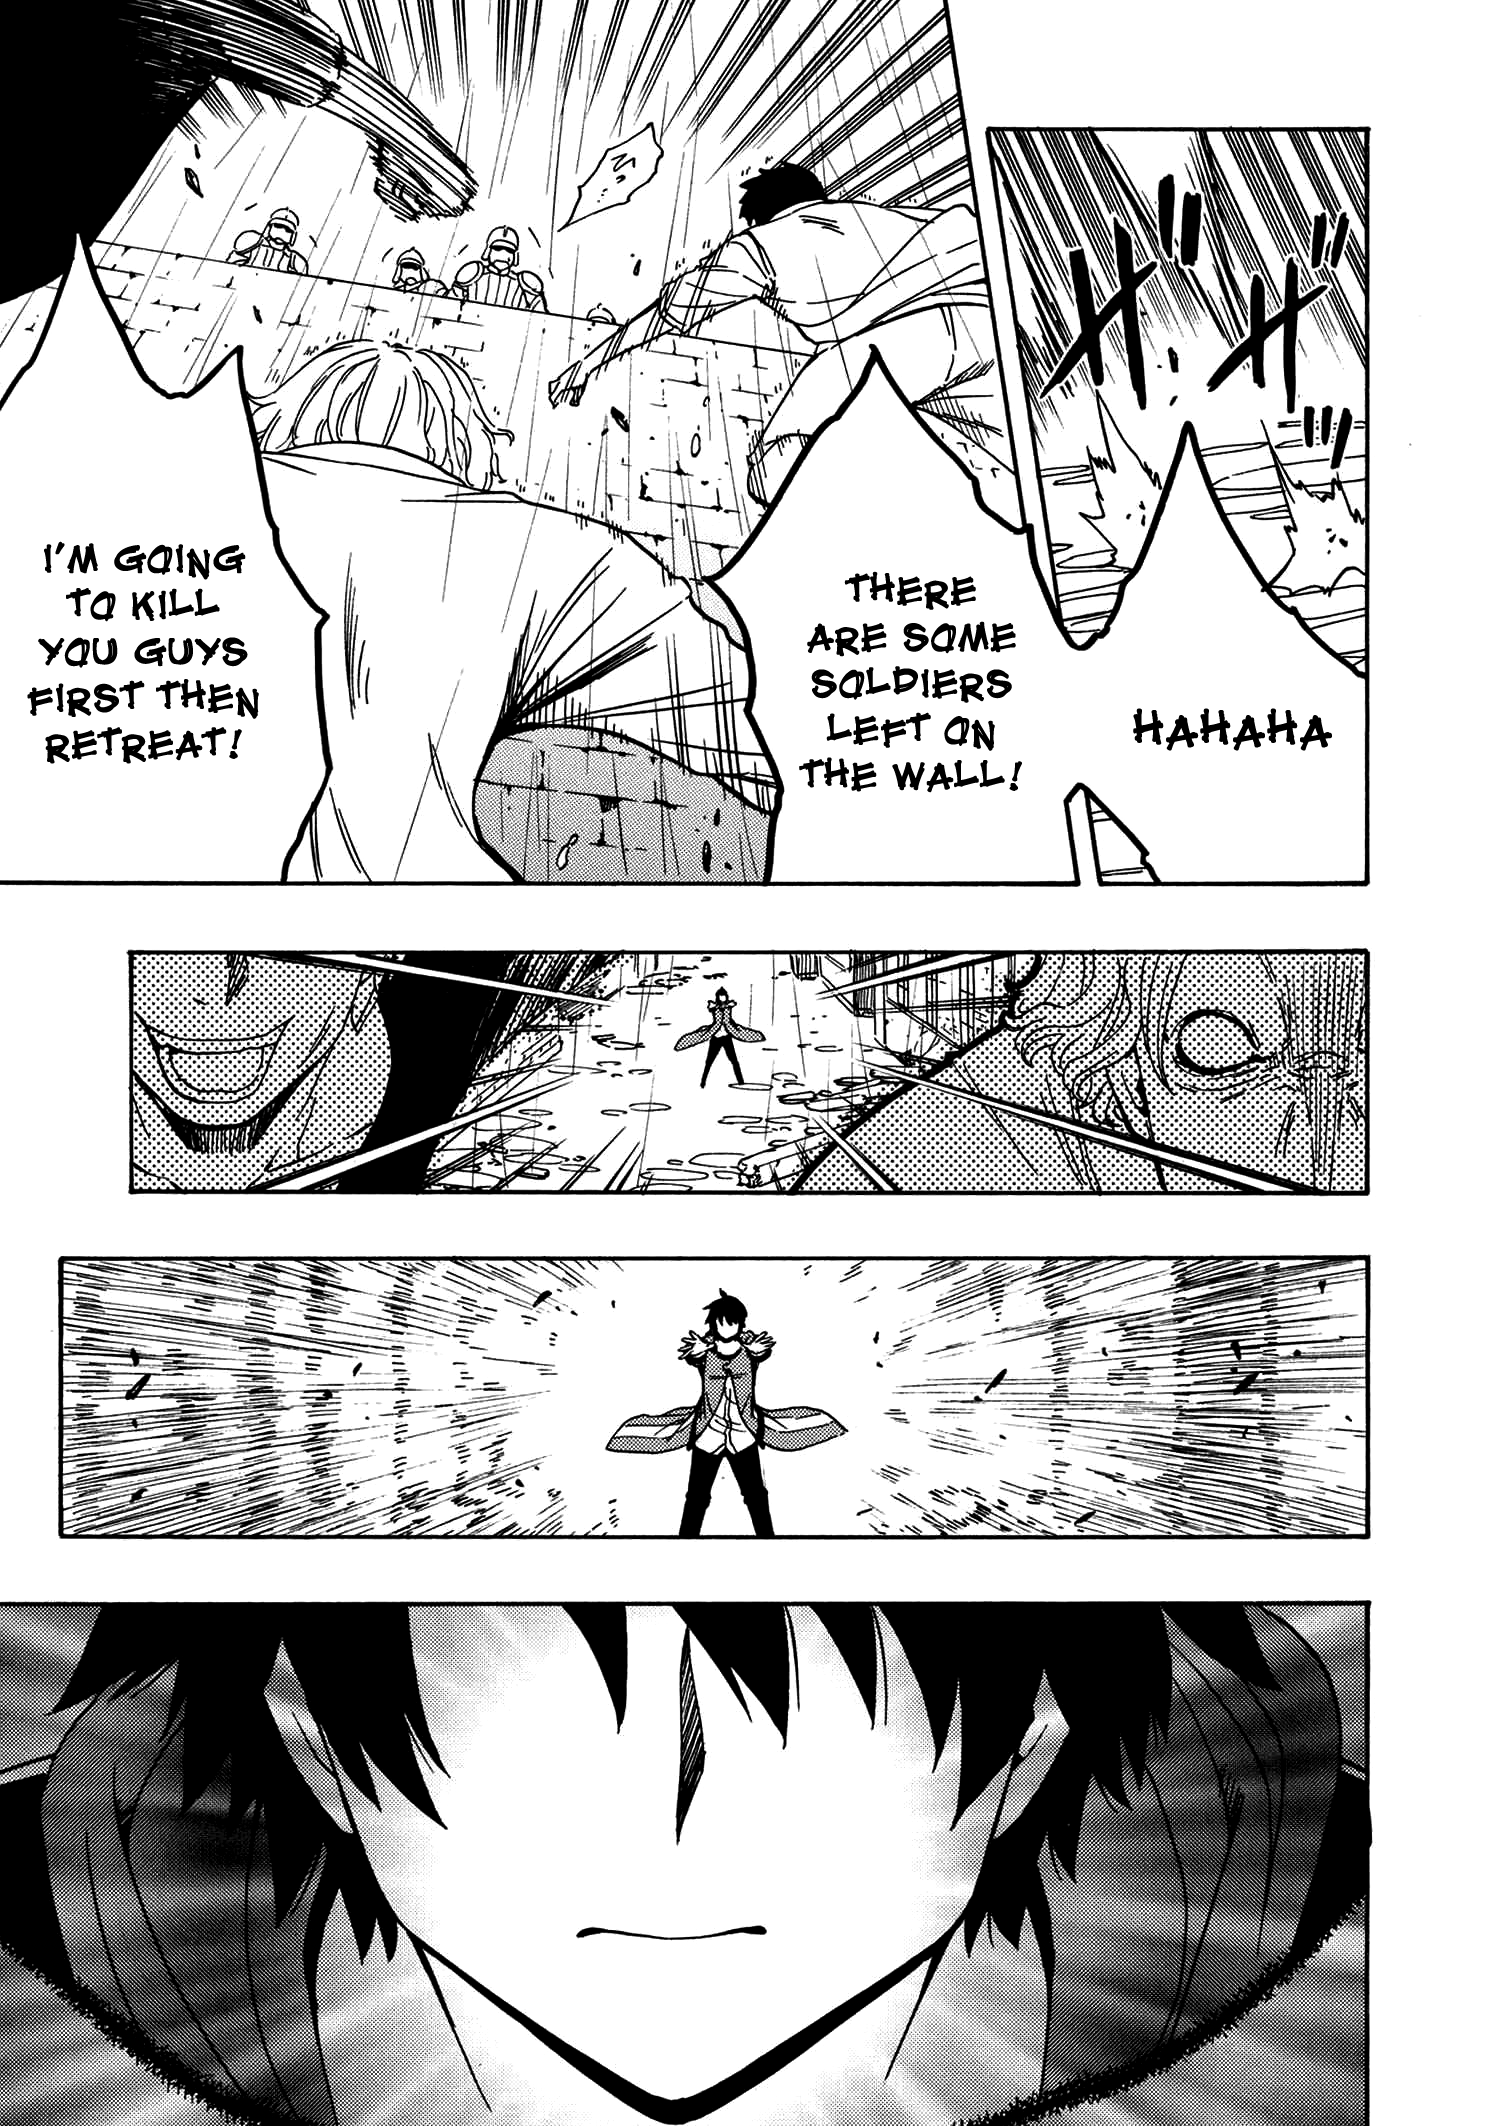 ザ
ザ
HAHAHA
THERE
ARE SOME
SOLDIERS
LEFT ON
THE WALL!
I'M GOING
TO KILL
YOU GUYS
FIRST THEN
RETREAT!